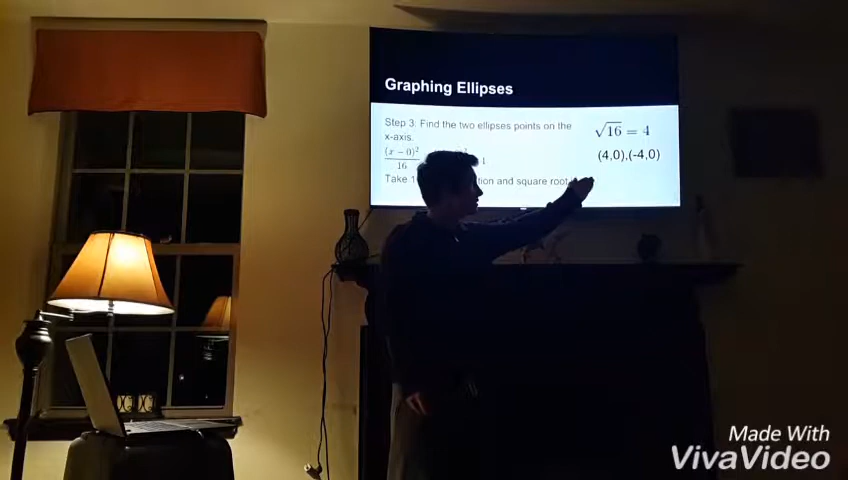 Graphing Ellipses
Step 3: Find the two ellipses points on the
x-axis.
(x − 0)²
16
1
Take
tion and square root
√16 = 4
(4,0),(-4,0)
Made With
VivaVideo